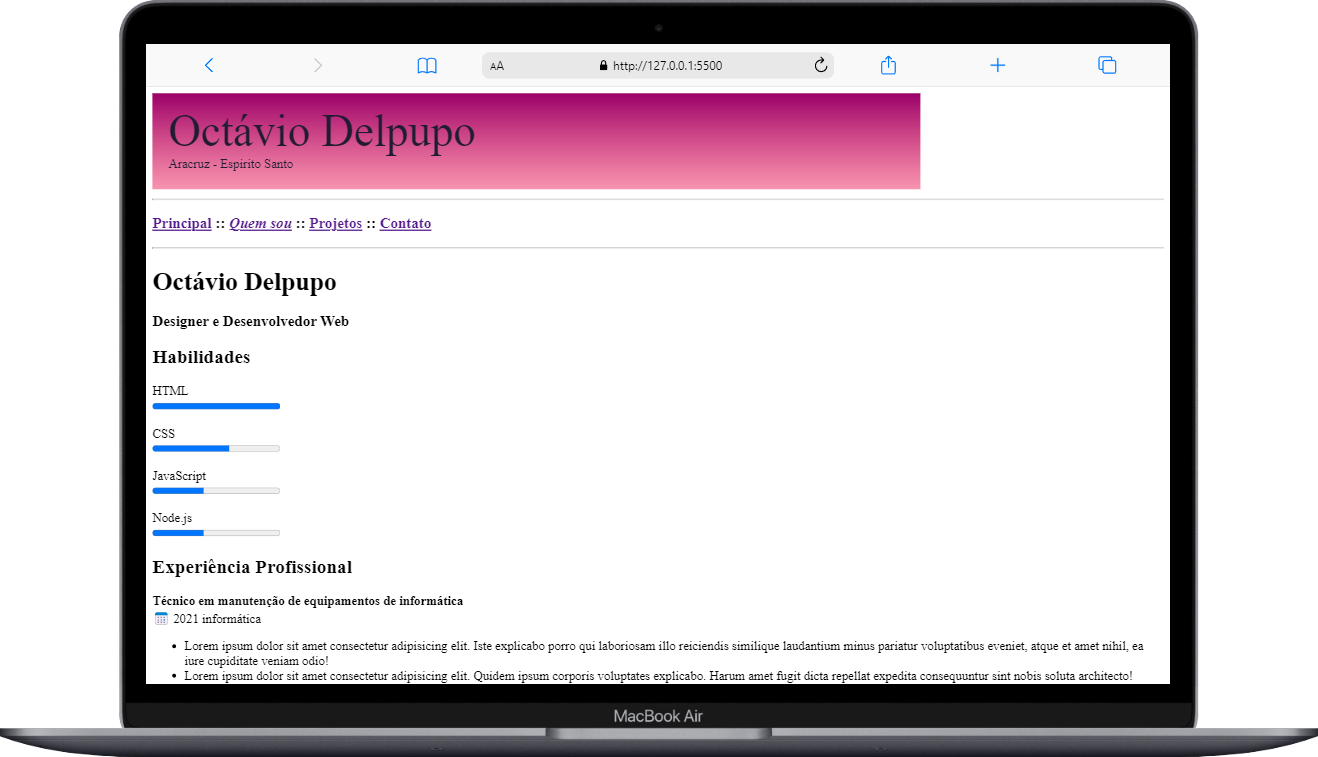 AA http://127.0.0.1:5500
Octávio Delpupo
Aracruz - Espirito Santo
Principal :: Quem sou :: Projetos :: Contato
Octávio Delpupo
Designer e Desenvolvedor Web
Habilidades
HTML
CSS
JavaScript
Node.js
Experiência Profissional
Técnico em manutenção de equipamentos de informática
2021 informática
• Lorem ipsum dolor sit amet consectetur adipisicing elit. Iste explicabo porro qui laboriosam illo reiciendis similique laudantium minus pariatur voluptatibus eveniet, atque et amet nihil, ea
iure cupiditate veniam odio!
• Lorem ipsum dolor sit amet consectetur adipisicing elit. Quidem ipsum corporis voluptates explicabo. Harum amet fugit dicta repellat expedita consequuntur sint nobis soluta architecto!
MacBook Air